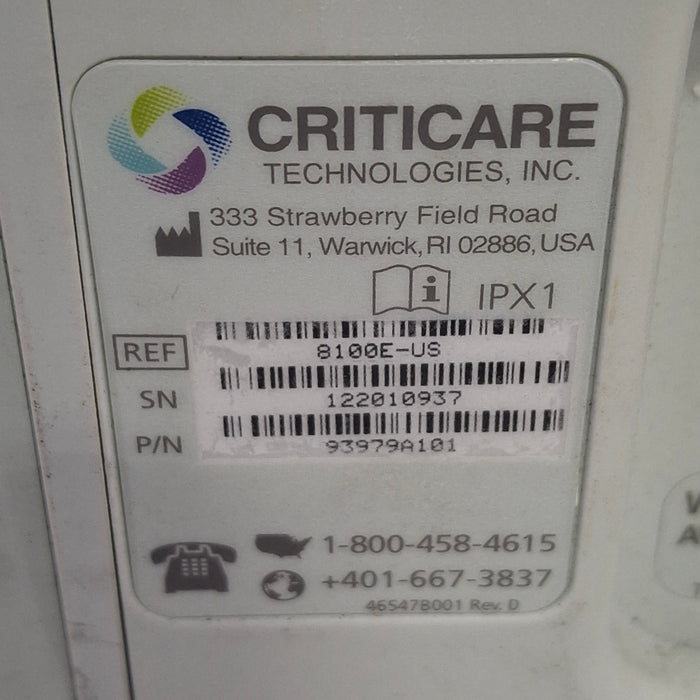 CRITICARE
TECHNOLOGIES, INC.
333 Strawberry Field Road
Suite 11, Warwick, RI 02886, USA
IPX1
REF 8100E-US
SN 122010937
P/N 93979A101
1-800-458-4615
+401-667-3837
46547B001 Rev. D